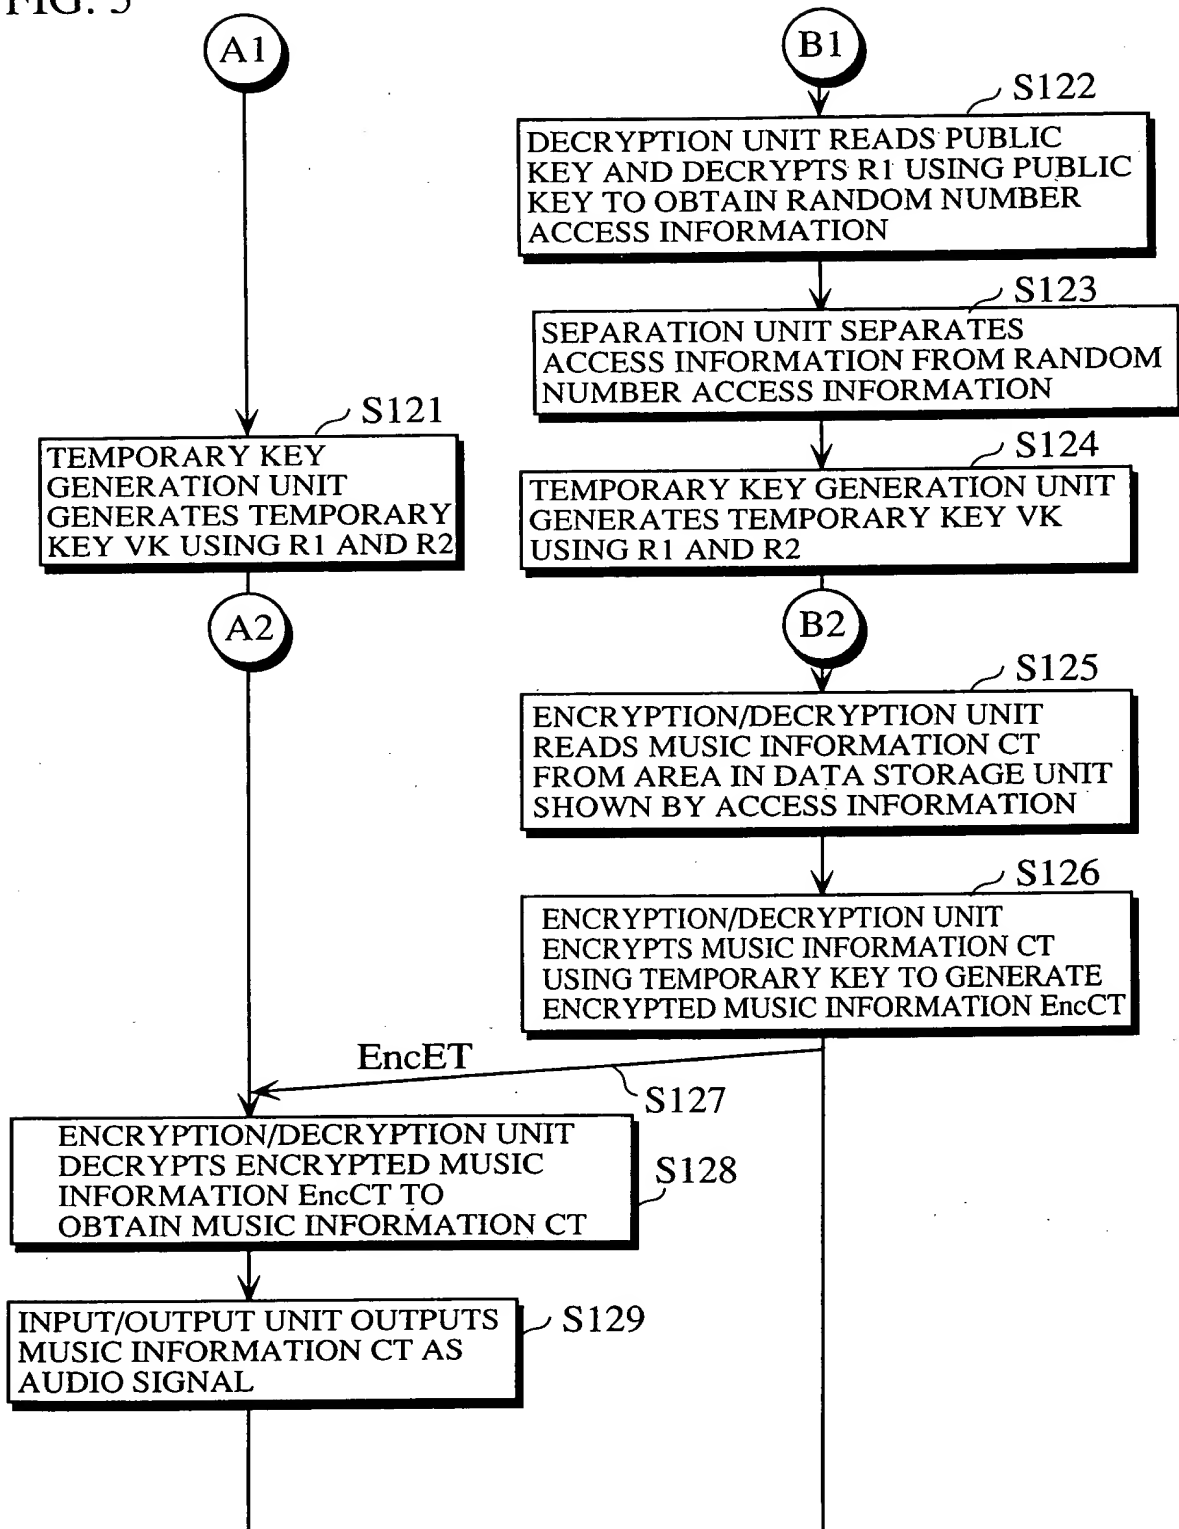 FIG. 5
A1
B1
S122
DECRYPTION UNIT READS PUBLIC
KEY AND DECRYPTS R1 USING PUBLIC
KEY TO OBTAIN RANDOM NUMBER
ACCESS INFORMATION
S123
SEPARATION UNIT SEPARATES
ACCESS INFORMATION FROM RANDOM
NUMBER ACCESS INFORMATION
S121
TEMPORARY KEY
GENERATION UNIT
GENERATES TEMPORARY
KEY VK USING R1 AND R2
S124
TEMPORARY KEY GENERATION UNIT
GENERATES TEMPORARY KEY VK
USING R1 AND R2
A2
B2
S125
ENCRYPTION/DECRYPTION UNIT
READS MUSIC INFORMATION CT
FROM AREA IN DATA STORAGE UNIT
SHOWN BY ACCESS INFORMATION
S126
ENCRYPTION/DECRYPTION UNIT
ENCRYPTS MUSIC INFORMATION CT
USING TEMPORARY KEY TO GENERATE
ENCRYPTED MUSIC INFORMATION EncCT
EncET
S127
ENCRYPTION/DECRYPTION UNIT
DECRYPTS ENCRYPTED MUSIC
INFORMATION EncCT TO
OBTAIN MUSIC INFORMATION CT
S128
INPUT/OUTPUT UNIT OUTPUTS
MUSIC INFORMATION CT AS
AUDIO SIGNAL
S129